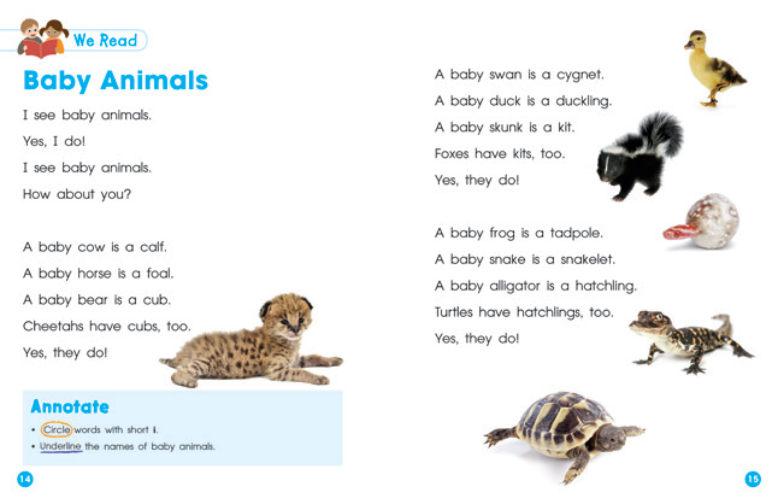 We Read
Baby Animals
I see baby animals.
Yes, I do!
I see baby animals.
How about you?
A baby cow is a calf.
A baby horse is a foal.
A baby bear is a cub.
Cheetahs have cubs, too.
Yes, they do!
Annotate
• Circle words with short i.
• Underline the names of baby animals.
14
A baby swan is a cygnet.
A baby duck is a duckling.
A baby skunk is a kit.
Foxes have kits, too.
Yes, they do!
A baby frog is a tadpole.
A baby snake is a snakelet.
A baby alligator is a hatchling.
Turtles have hatchlings, too.
Yes, they do!
15